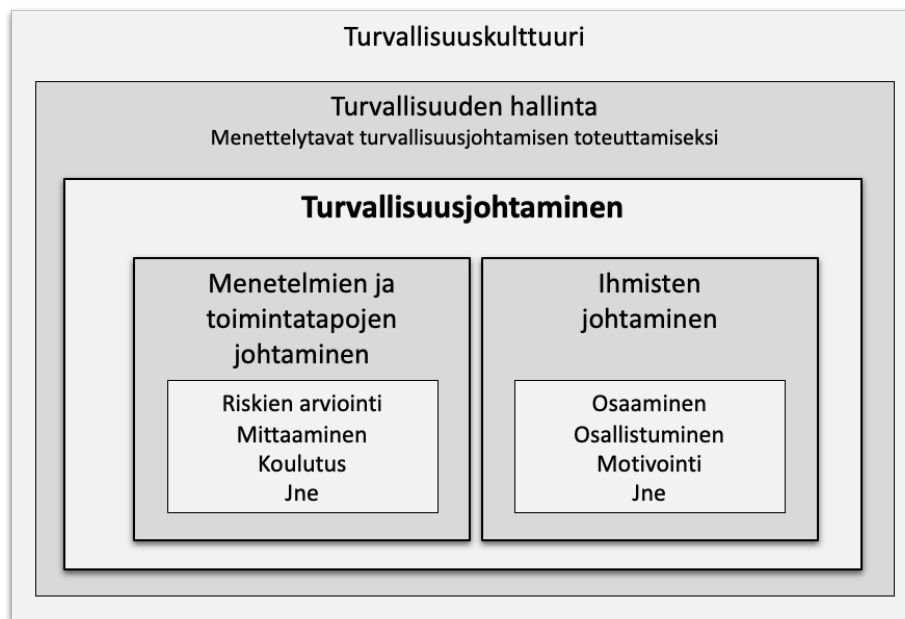 Turvallisuuskulttuuri
Turvallisuuden hallinta
Menettelytavat turvallisuusjohtamisen toteuttamiseksi
Turvallisuusjohtaminen
Menetelmien ja
toimintatapojen
johtaminen
Riskien arviointi
Mittaaminen
Koulutus
Jne
Ihmisten
johtaminen
Osaaminen
Osallistuminen
Motivointi
Jne